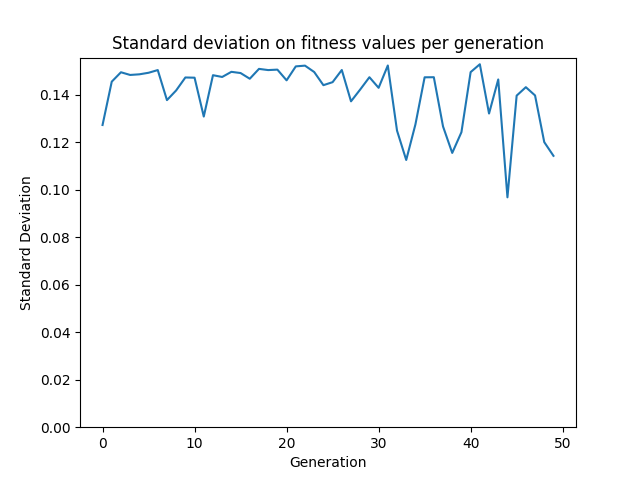 Standard deviation on fitness values per generation
0.14
0.12
0.10
0.08
0.06
0.04
0.02
0.00
Standard Deviation
0 10 20 30 40 50
Generation